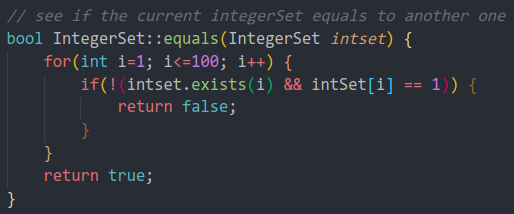 // see if the current integerSet equals to another one
bool IntegerSet::equals(IntegerSet intset) {
    for(int i=1; i<=100; i++) {
        if(!(intset.exists(i) && intSet[i] == 1)) {
            return false;
        }
    }
    return true;
}